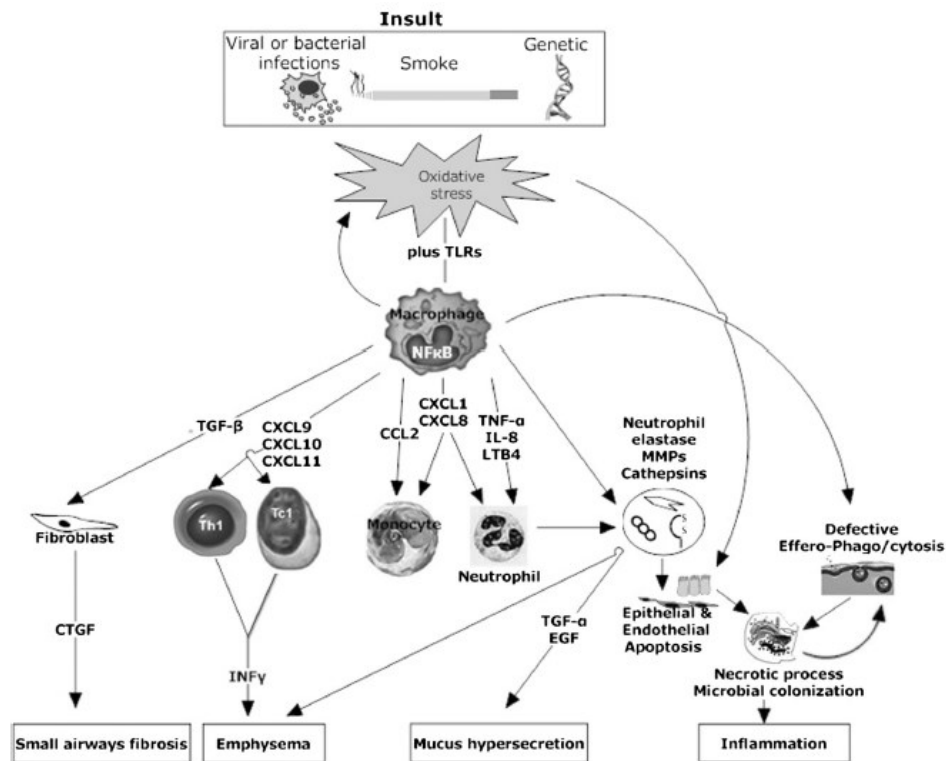 Insult
Viral or bacterial
infections
Smoke
Genetic
Oxidative
stress
plus TLRs
Macrophage
NFκB
TGF-β
CXCL9
CXCL10
CXCL11
CCL2
CXCL1
CXCL8
TNF-α
IL-8
LTB4
Neutrophil
elastase
MMPs
Cathepsins
Fibroblast
Th1
Tc1
Monocyte
Neutrophil
Defective
Effero-Phago/cytosis
CTGF
INFγ
TGF-α
EGF
Epithelial &
Endothelial
Apoptosis
Necrotic process
Microbial colonization
Small airways fibrosis
Emphysema
Mucus hypersecretion
Inflammation